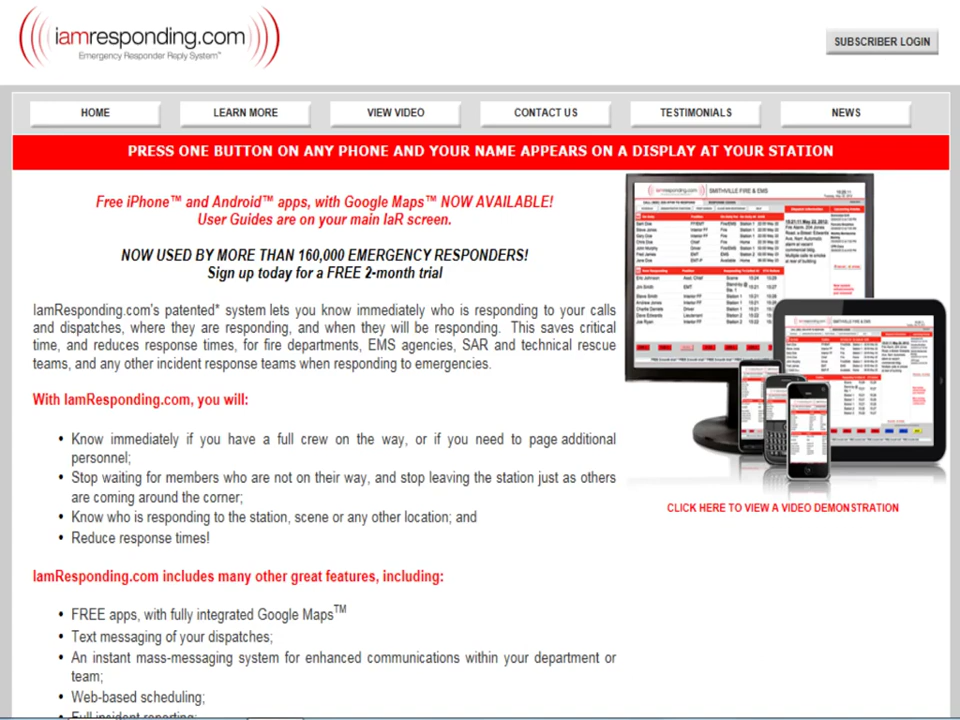 iamresponding.com
Emergency Responder Reply System™
SUBSCRIBER LOGIN
HOME
LEARN MORE
VIEW VIDEO
CONTACT US
TESTIMONIALS
NEWS
PRESS ONE BUTTON ON ANY PHONE AND YOUR NAME APPEARS ON A DISPLAY AT YOUR STATION
Free iPhone™ and Android™ apps, with Google Maps™ NOW AVAILABLE!
User Guides are on your main IaR screen.
NOW USED BY MORE THAN 160,000 EMERGENCY RESPONDERS!
Sign up today for a FREE 2-month trial
IamResponding.com's patented* system lets you know immediately who is responding to your calls
and dispatches, where they are responding, and when they will be responding. This saves critical
time, and reduces response times, for fire departments, EMS agencies, SAR and technical rescue
teams, and any other incident response teams when responding to emergencies.
With IamResponding.com, you will:
• Know immediately if you have a full crew on the way, or if you need to page additional
personnel;
• Stop waiting for members who are not on their way, and stop leaving the station just as others
are coming around the corner;
• Know who is responding to the station, scene or any other location; and
• Reduce response times!
IamResponding.com includes many other great features, including:
• FREE apps, with fully integrated Google Maps™
• Text messaging of your dispatches;
• An instant mass-messaging system for enhanced communications within your department or
team;
• Web-based scheduling;
• Full incident reporting;
SMITHVILLE FIRE & EMS
CLICK HERE TO VIEW A VIDEO DEMONSTRATION